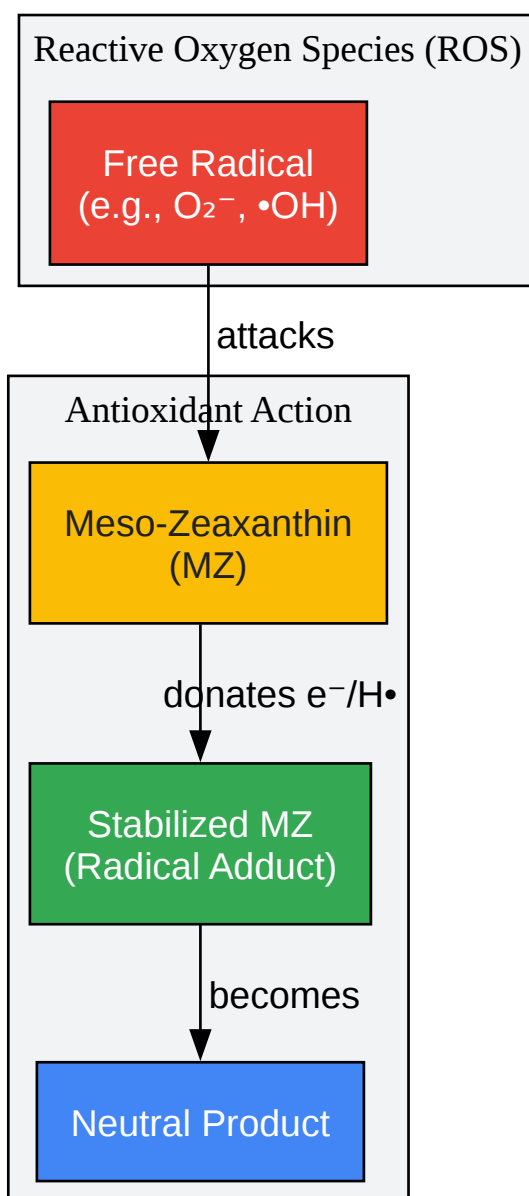 Reactive Oxygen Species (ROS)
Free Radical
(e.g., O₂⁻, •OH)
attacks
Antioxidant Action
Meso-Zeaxanthin
(MZ)
donates e⁻/H•
Stabilized MZ
(Radical Adduct)
becomes
Neutral Product